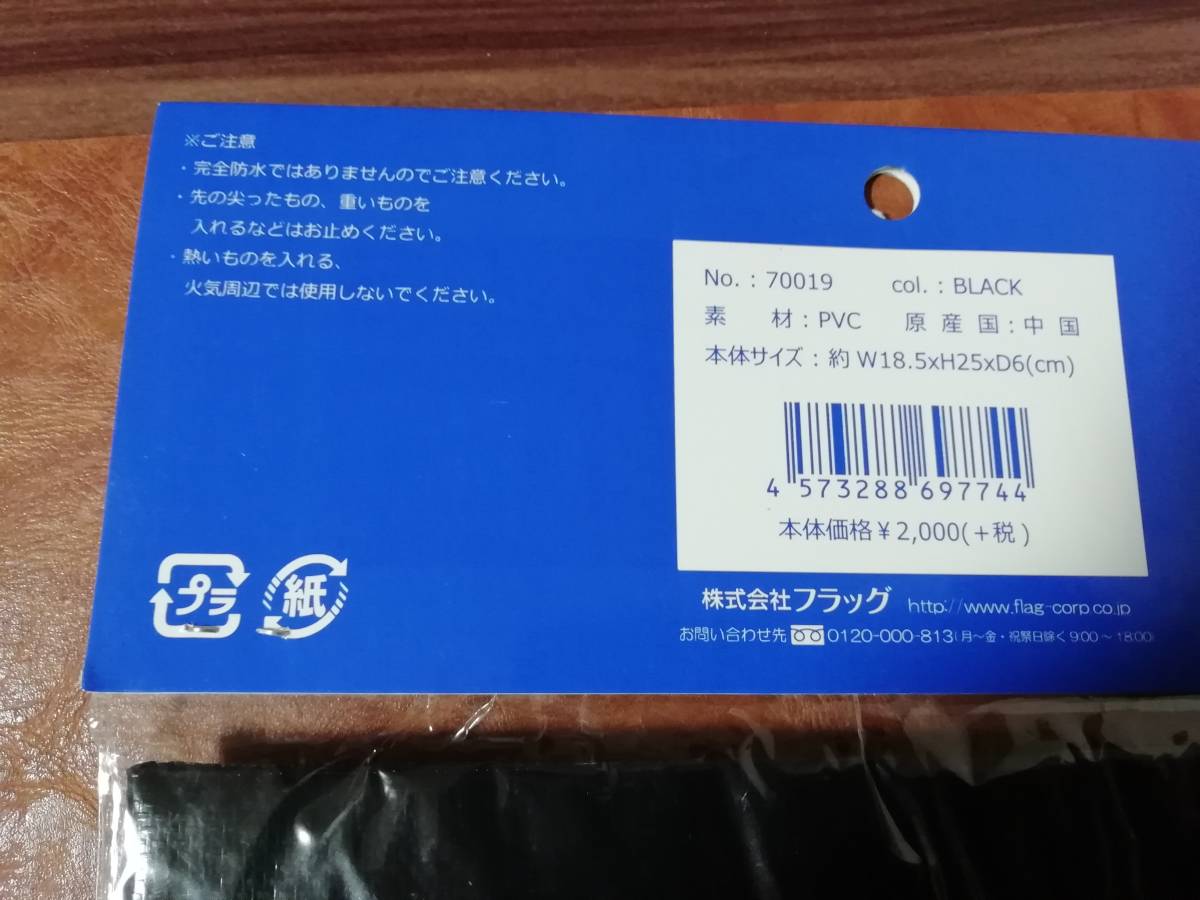 ※ご注意
・完全防水ではありませんのでご注意ください。
・先の尖ったもの、重いものを
入れるなどはお止めください。
・熱いものを入れる、
火気周辺では使用しないでください。
No. : 70019 col. : BLACK
素 材 : PVC 原 産 国 : 中 国
本体サイズ : 約 W18.5xH25xD6(cm)
4 573288 697744
本体価格¥2,000(+税)
プラ 紙
株式会社フラッグ http://www.flag-corp.co.jp
お問い合わせ先 0120-000-813(月〜金・祝祭日除く 9:00〜18:00)